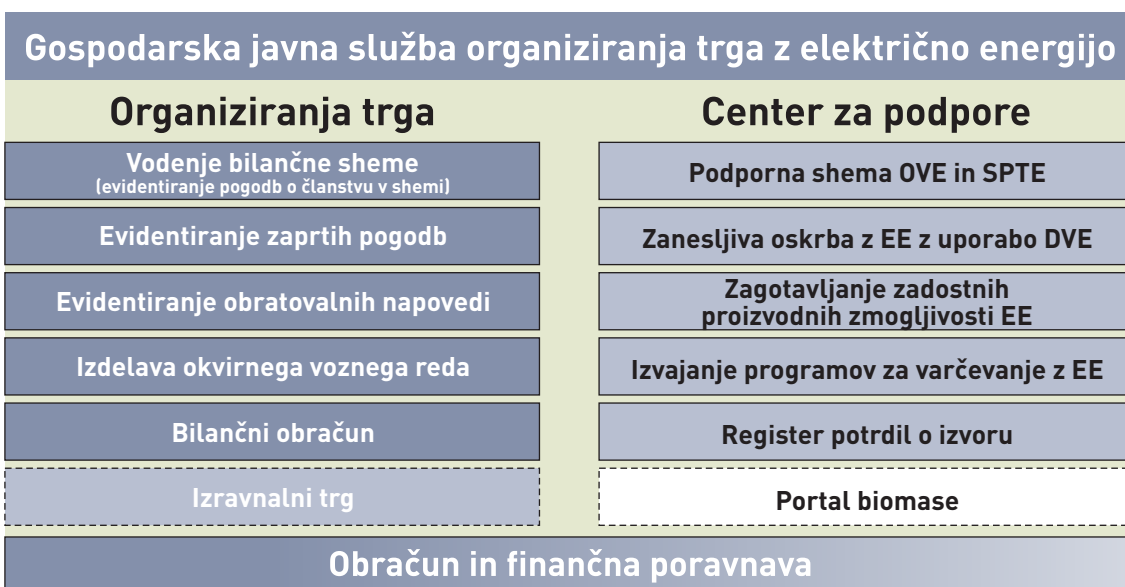 Gospodarska javna služba organiziranja trga z električno energijo
Organiziranja trga
Vodenje bilančne sheme
(evidentiranje pogodb o članstvu v shemi)
Evidentiranje zaprtih pogodb
Evidentiranje obratovalnih napovedi
Izdelava okvirnega voznega reda
Bilančni obračun
Izravnalni trg
Center za podpore
Podporna shema OVE in SPTE
Zanesljiva oskrba z EE z uporabo DVE
Zagotavljanje zadostnih
proizvodnih zmogljivosti EE
Izvajanje programov za varčevanje z EE
Register potrdil o izvoru
Portal biomase
Obračun in finančna poravnava